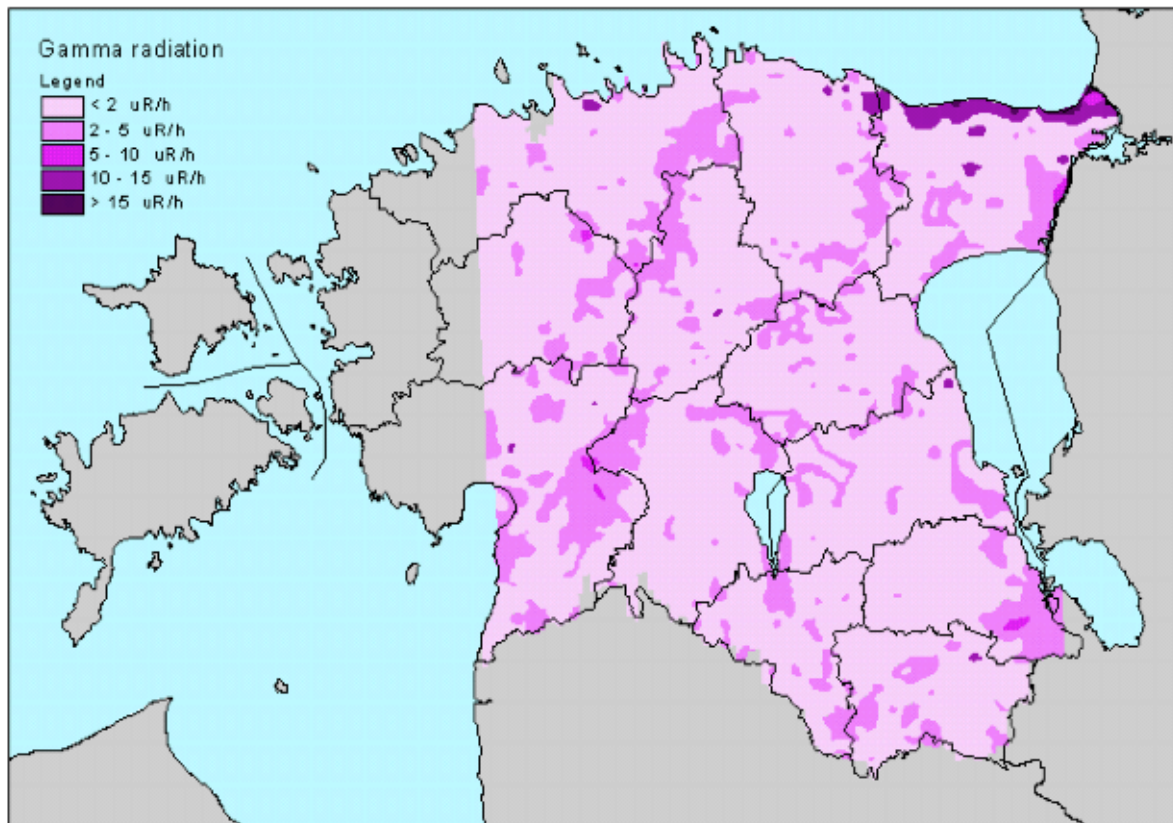 Gamma radiation
Legend
< 2 uR/h
2 - 5 uR/h
5 - 10 uR/h
10 - 15 uR/h
> 15 uR/h